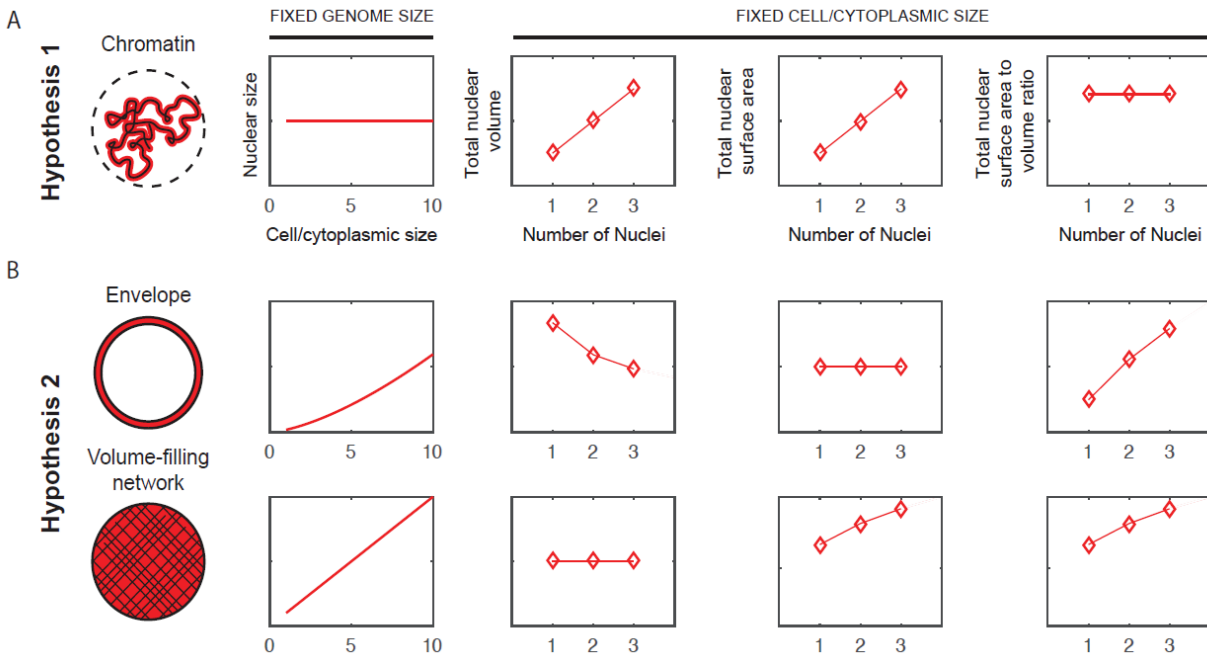 A
FIXED GENOME SIZE
FIXED CELL/CYTOPLASMIC SIZE
Hypothesis 1
Chromatin
Nuclear size
0
5
10
Cell/cytoplasmic size
Total nuclear
volume
1 2 3
Number of Nuclei
Total nuclear
surface area
1 2 3
Number of Nuclei
Total nuclear
surface area to
volume ratio
1 2 3
Number of Nuclei
B
Hypothesis 2
Envelope
0 5 10
1 2 3
1 2 3
1 2 3
Volume-filling
network
0 5 10
1 2 3
1 2 3
1 2 3